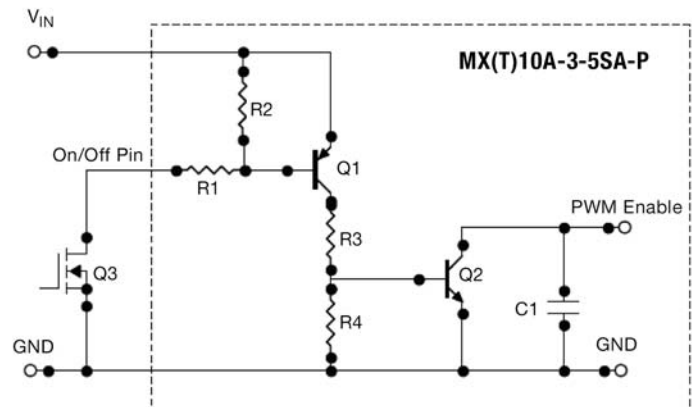 V_IN
MX(T)10A-3-5SA-P
R2
On/Off Pin
Q1
R1
PWM Enable
R3
Q3
Q2
C1
R4
GND
GND